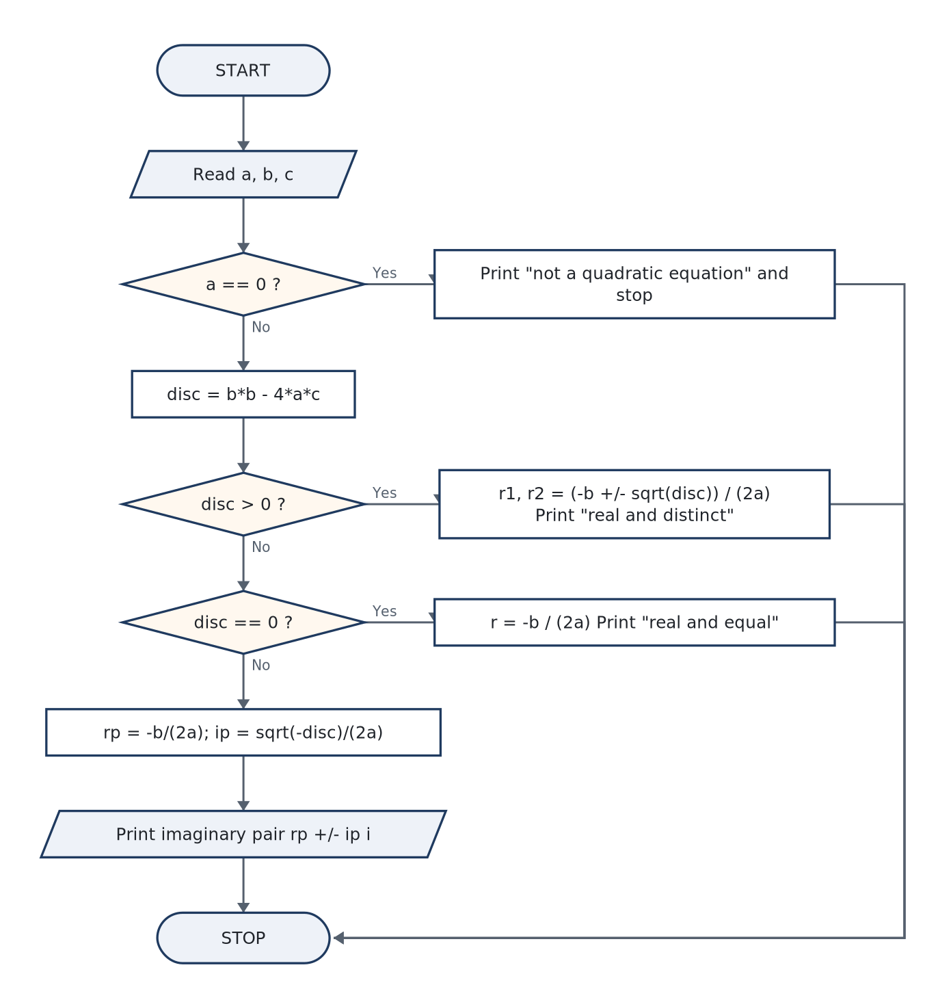 START
Read a, b, c
a == 0 ?
Yes
Print "not a quadratic equation" and
stop
No
disc = b*b - 4*a*c
disc > 0 ?
Yes
r1, r2 = (-b +/- sqrt(disc)) / (2a)
Print "real and distinct"
No
disc == 0 ?
Yes
r = -b / (2a) Print "real and equal"
No
rp = -b/(2a); ip = sqrt(-disc)/(2a)
Print imaginary pair rp +/- ip i
STOP